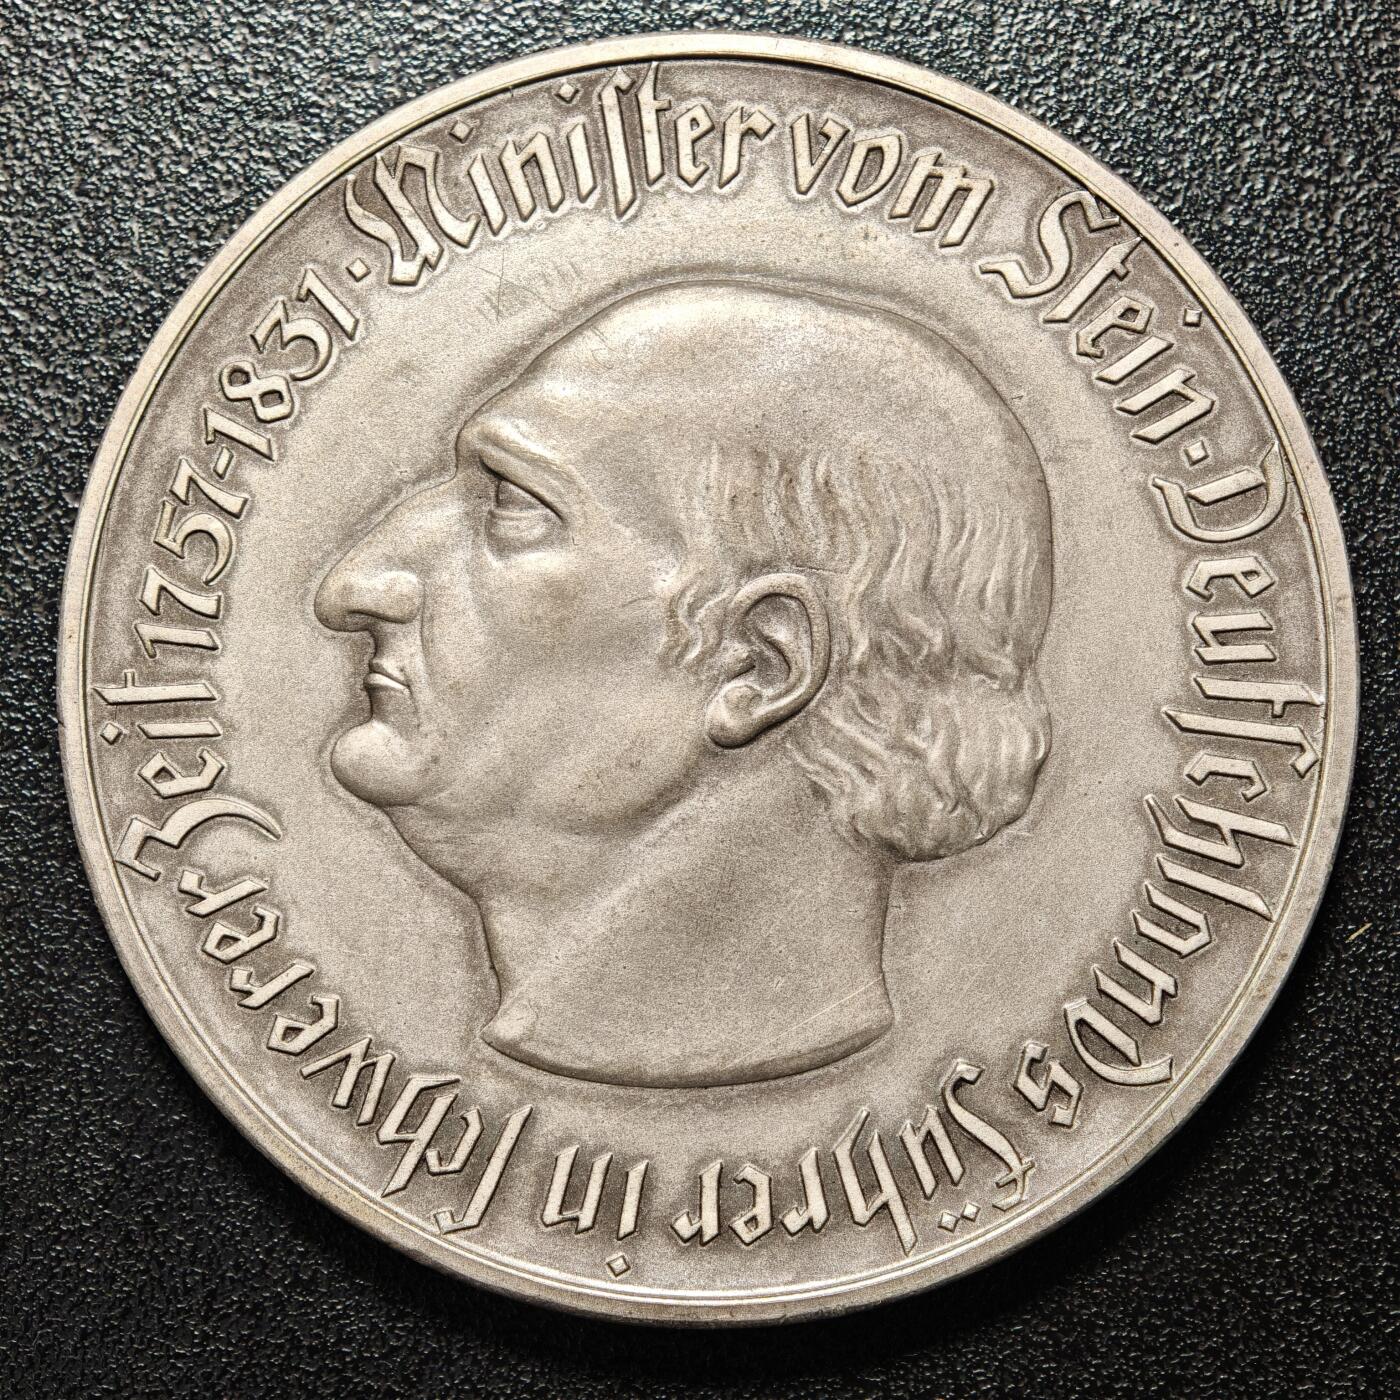 Minister vom Stein · Deutschlands Führer in schwerer Zeit 1757-1831 ·